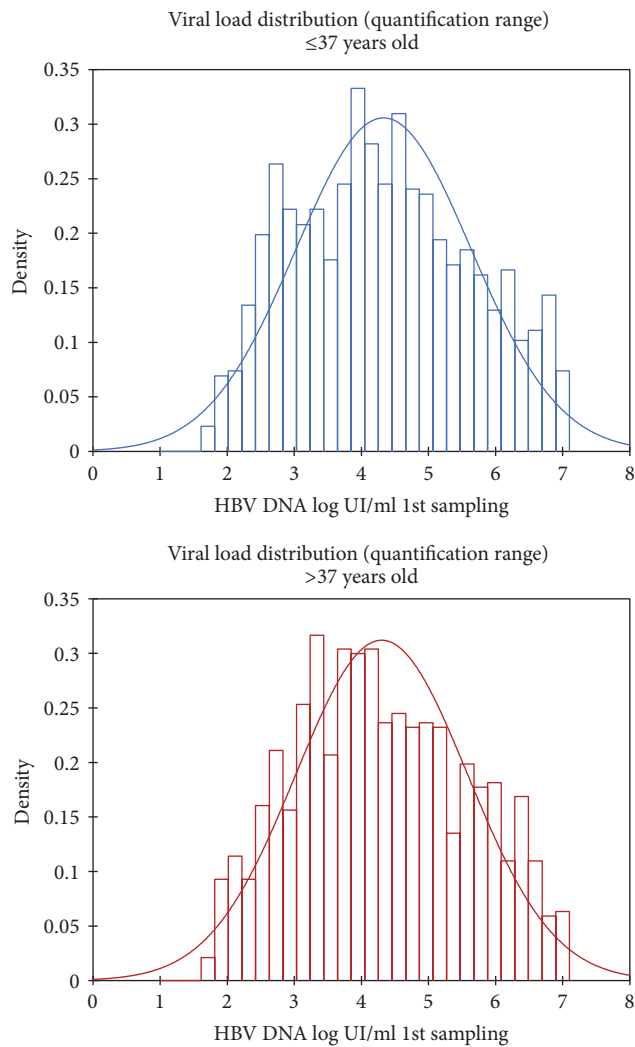 Viral load distribution (quantification range)
≤37 years old
0.35
0.3
0.25
0.2
0.15
0.1
0.05
0
Density
0 1 2 3 4 5 6 7 8
HBV DNA log UI/ml 1st sampling
Viral load distribution (quantification range)
>37 years old
0.35
0.3
0.25
0.2
0.15
0.1
0.05
0
Density
0 1 2 3 4 5 6 7 8
HBV DNA log UI/ml 1st sampling